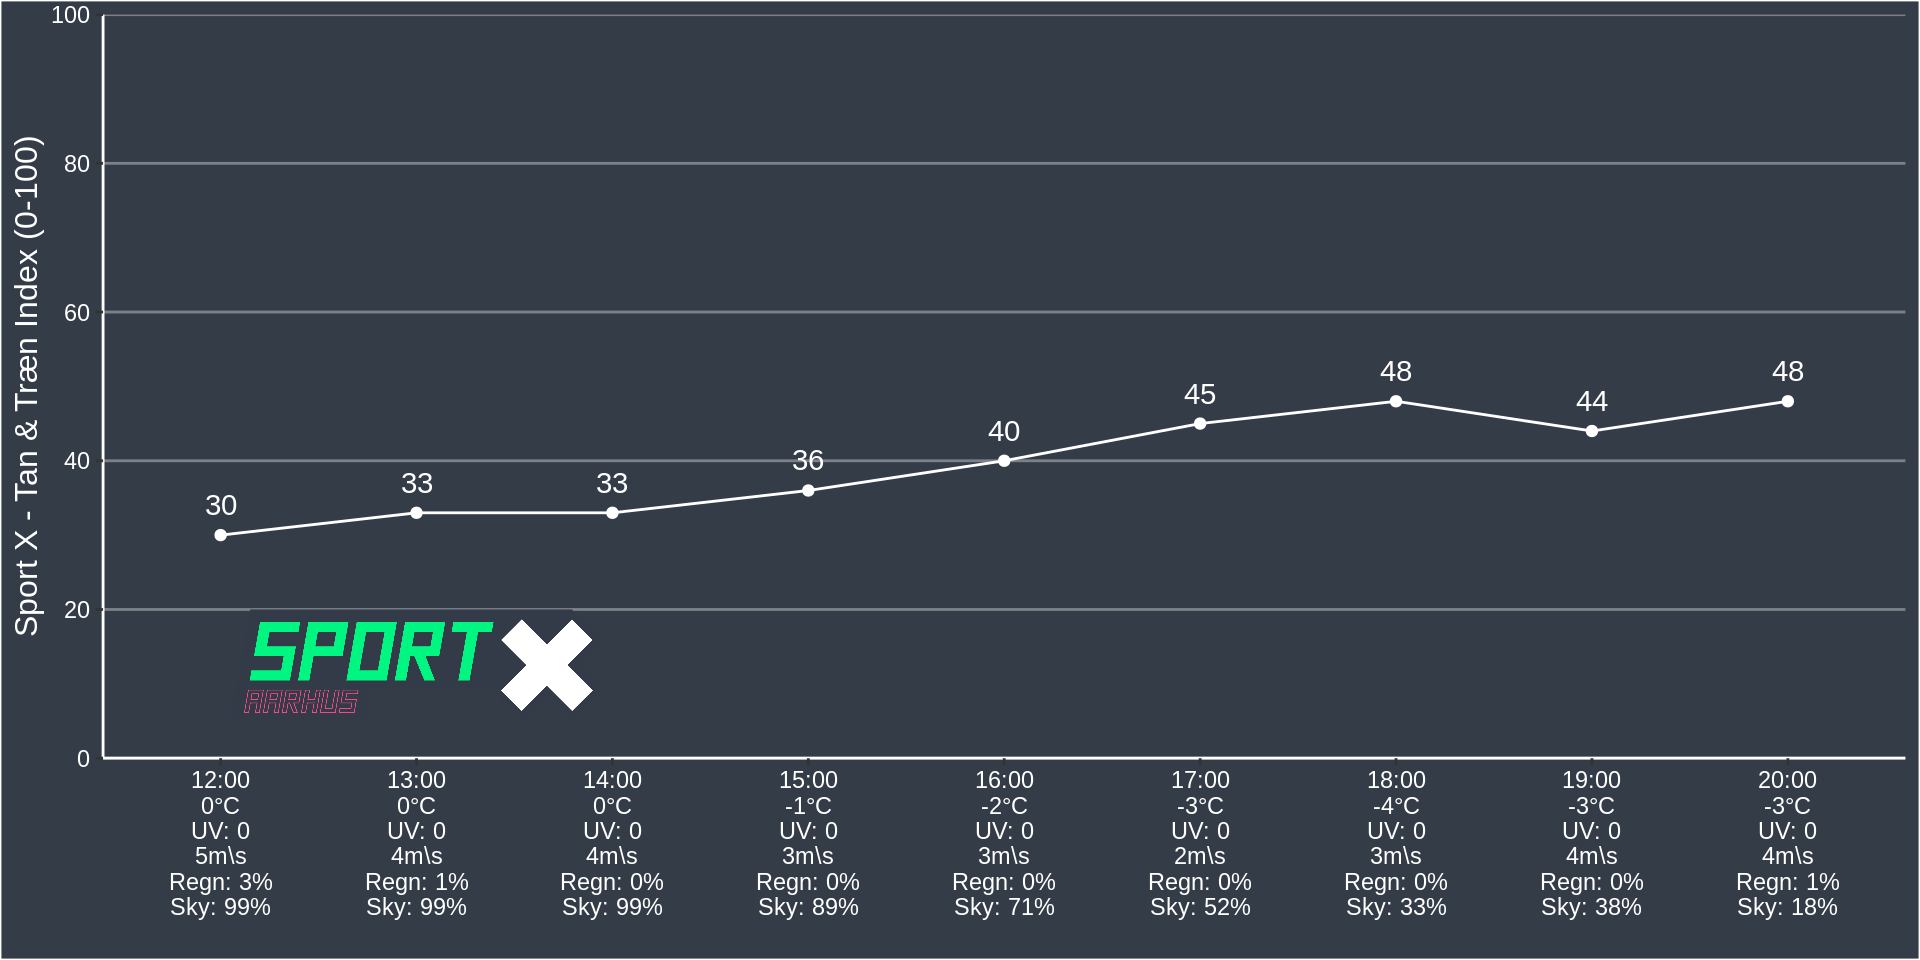 Sport X - Tan & Træn Index (0-100)
100
80
60
40
20
0
30
33
33
36
40
45
48
44
48
SPORT X
AARHUS
12:00 13:00 14:00 15:00 16:00 17:00 18:00 19:00 20:00
0°C 0°C 0°C -1°C -2°C -3°C -4°C -3°C -3°C
UV: 0 UV: 0 UV: 0 UV: 0 UV: 0 UV: 0 UV: 0 UV: 0 UV: 0
5m\s 4m\s 4m\s 3m\s 3m\s 2m\s 3m\s 4m\s 4m\s
Regn: 3% Regn: 1% Regn: 0% Regn: 0% Regn: 0% Regn: 0% Regn: 0% Regn: 0% Regn: 1%
Sky: 99% Sky: 99% Sky: 99% Sky: 89% Sky: 71% Sky: 52% Sky: 33% Sky: 38% Sky: 18%